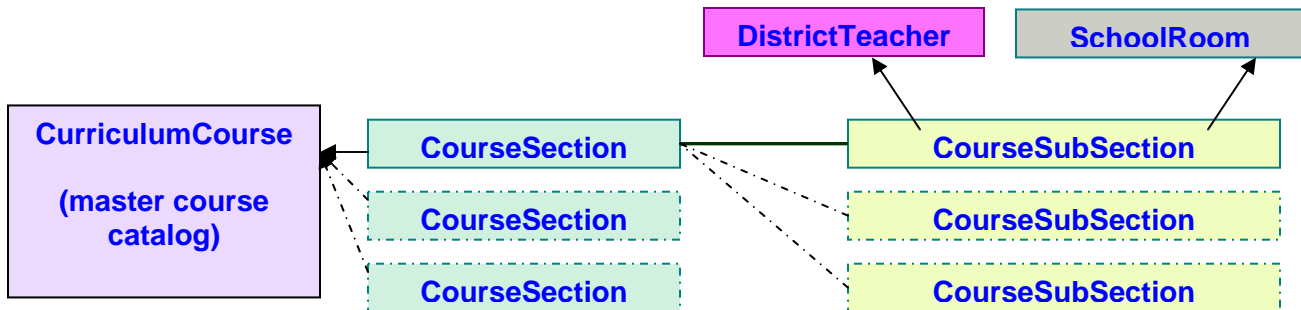 DistrictTeacher
SchoolRoom
CurriculumCourse
(master course
catalog)
CourseSection
CourseSubSection
CourseSection
CourseSubSection
CourseSection
CourseSubSection